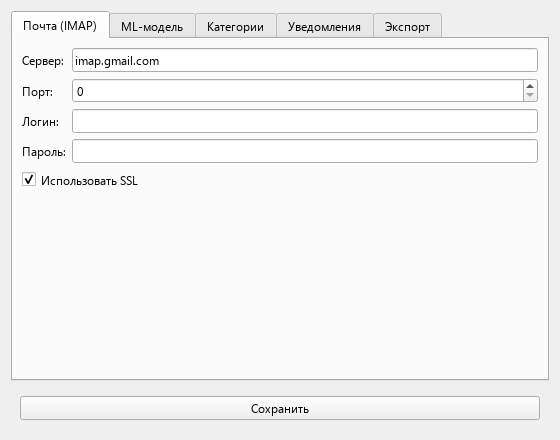 Почта (IMAP) ML-модель Категории Уведомления Экспорт
Сервер: imap.gmail.com
Порт: 0
Логин:
Пароль:
Использовать SSL
Сохранить